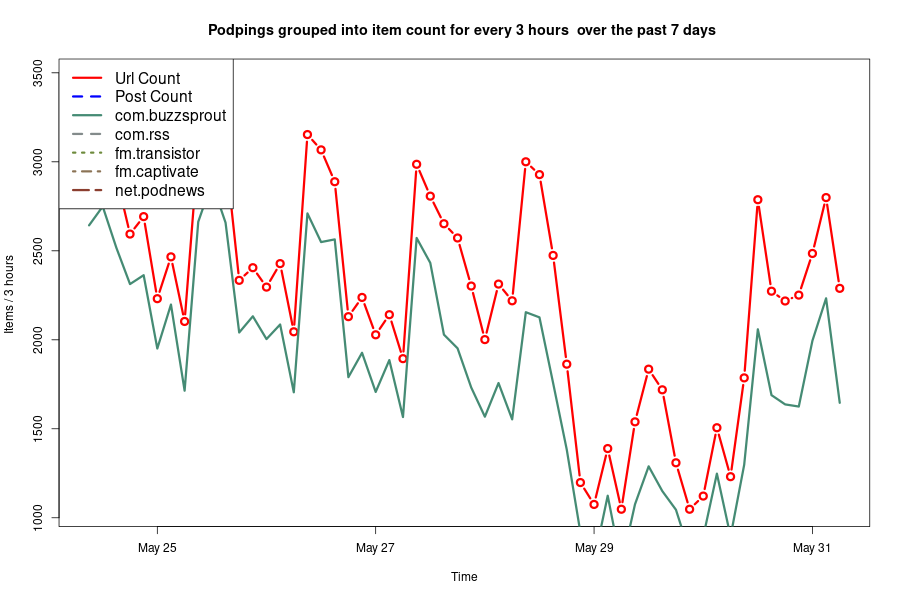 Podpings grouped into item count for every 3 hours  over the past 7 days
Url Count
Post Count
com.buzzsprout
com.rss
fm.transistor
fm.captivate
net.podnews
Items / 3 hours
3500
3000
2500
2000
1500
1000
May 25
May 27
May 29
May 31
Time